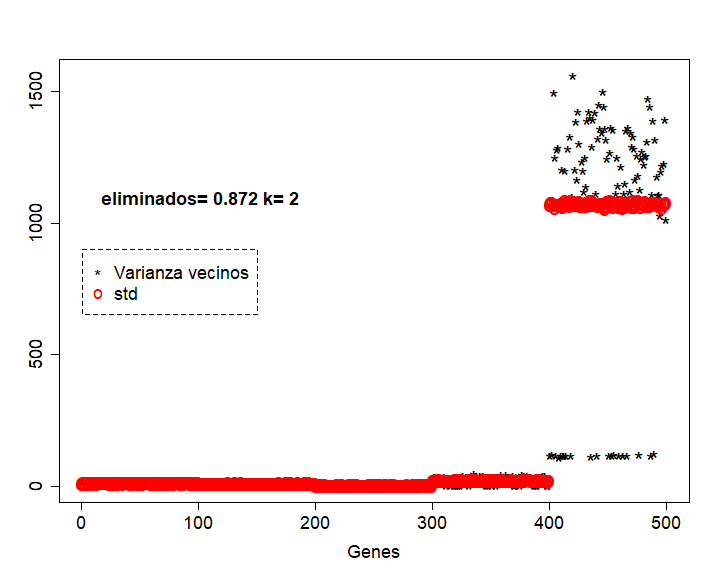 1500
1000
500
0
eliminados= 0.872 k= 2
* Varianza vecinos
o std
0 100 200 300 400 500
Genes